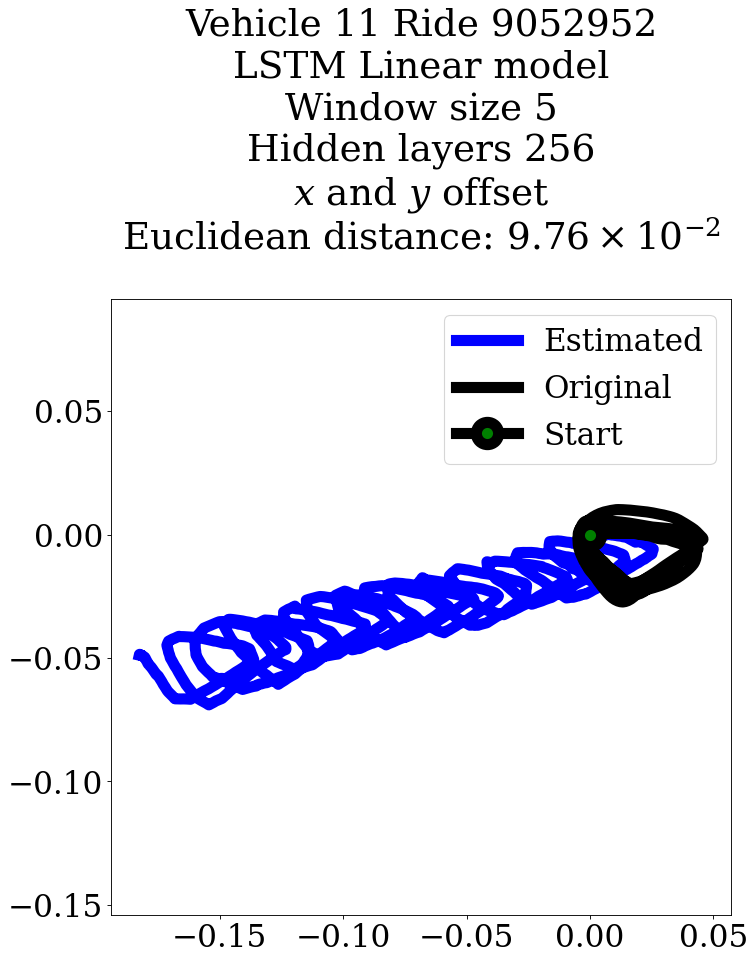 Vehicle 11 Ride 9052952
LSTM Linear model
Window size 5
Hidden layers 256
x and y offset
Euclidean distance: 9.76 × 10⁻²
Estimated
Original
Start
0.05
0.00
−0.05
−0.10
−0.15
−0.15 −0.10 −0.05 0.00 0.05